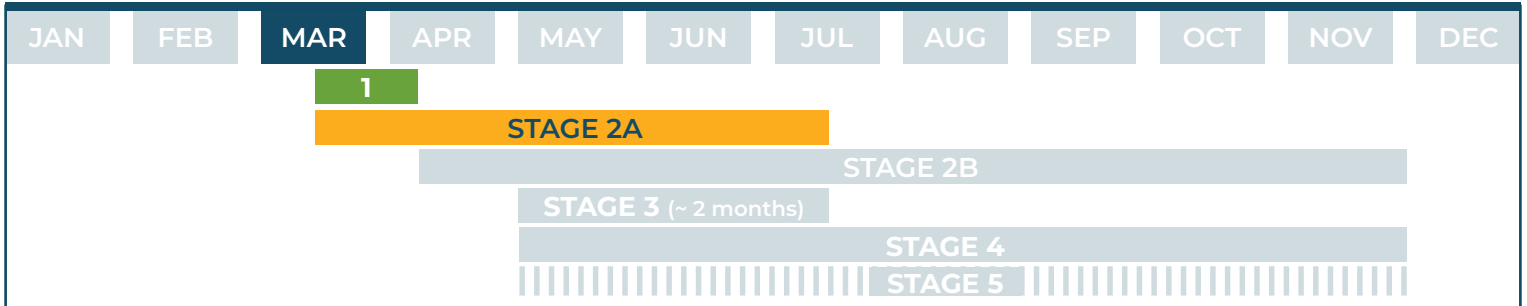 JAN FEB MAR APR MAY JUN JUL AUG SEP OCT NOV DEC
1
STAGE 2A
STAGE 2B
STAGE 3 (~ 2 months)
STAGE 4
STAGE 5